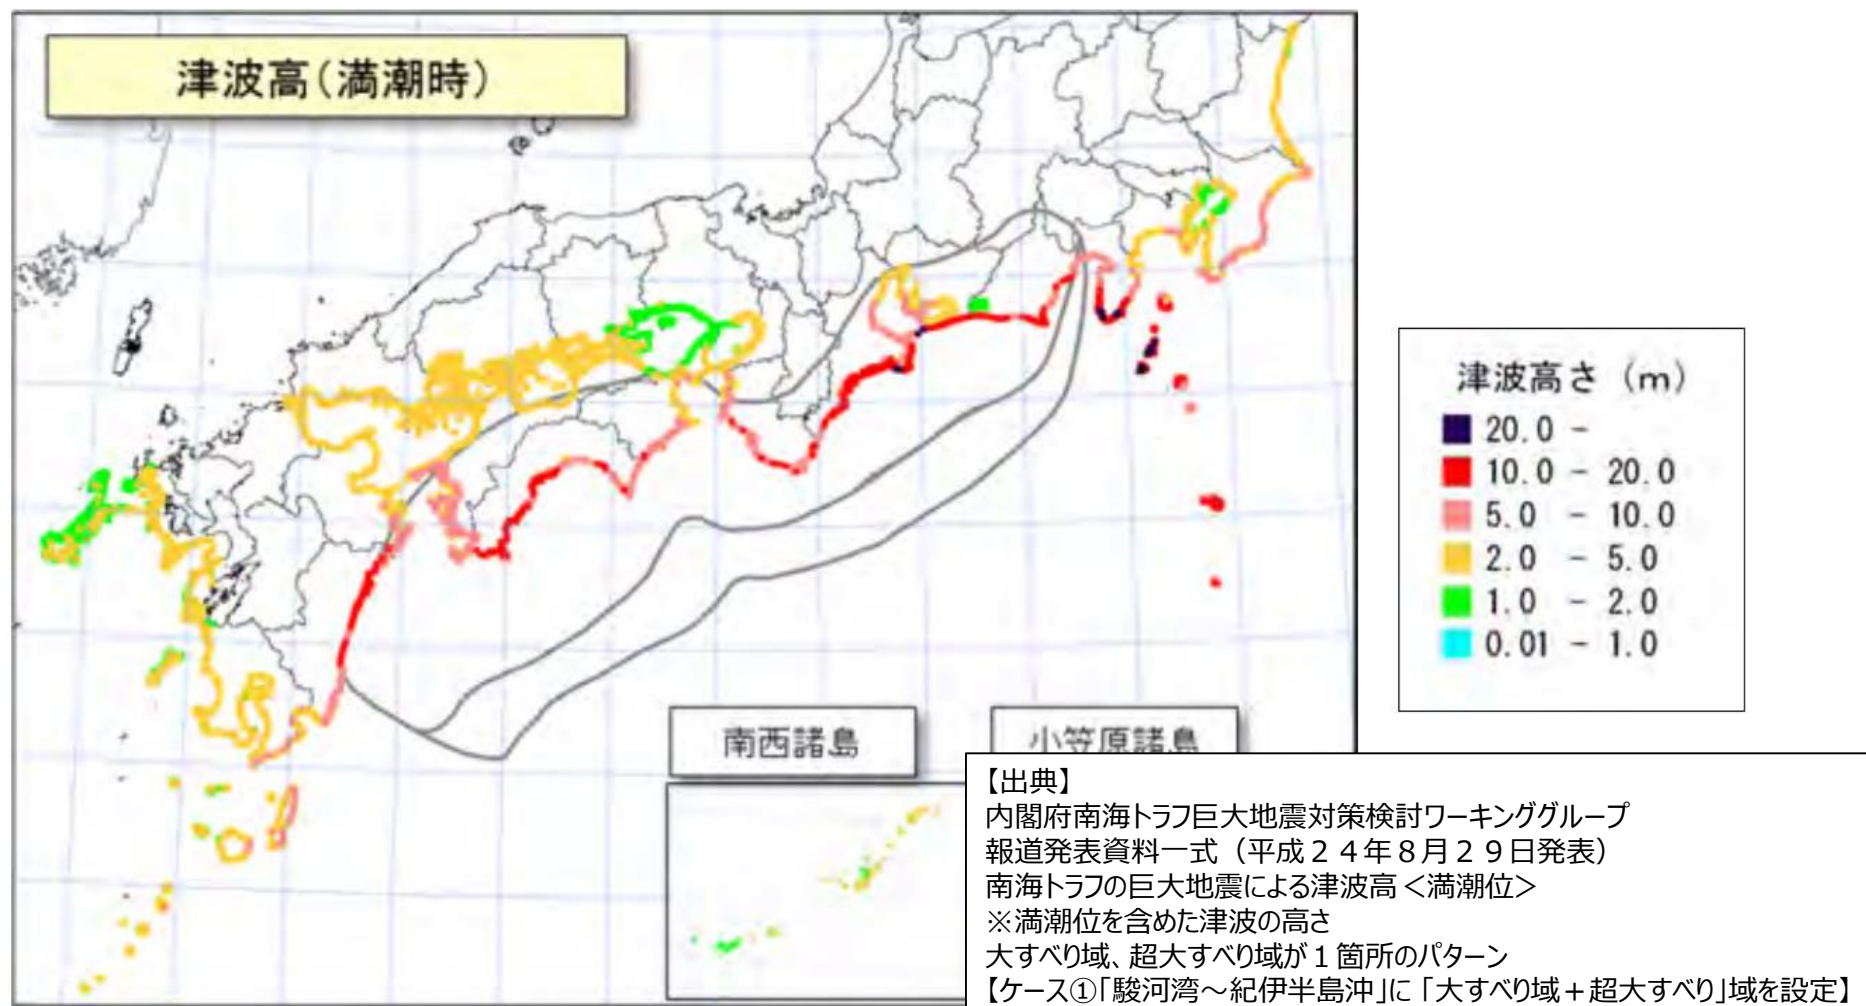 津波高(満潮時)
津波高さ (m)
20.0 -
10.0 - 20.0
5.0 - 10.0
2.0 - 5.0
1.0 - 2.0
0.01 - 1.0
南西諸島
小笠原諸島
【出典】
内閣府南海トラフ巨大地震対策検討ワーキンググループ
報道発表資料一式（平成２４年８月２９日発表）
南海トラフの巨大地震による津波高＜満潮位＞
※満潮位を含めた津波の高さ
大すべり域、超大すべり域が１箇所のパターン
【ケース①「駿河湾～紀伊半島沖」に「大すべり域＋超大すべり」域を設定】